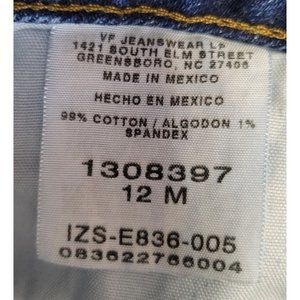 VF JEANSWEAR LP
1421 SOUTH ELM STREET
GREENSBORO, NC 27406
MADE IN MEXICO
HECHO EN MEXICO
99% COTTON / ALGODON 1%
SPANDEX
1308397
12 M
IZS-E836-005
083622766004